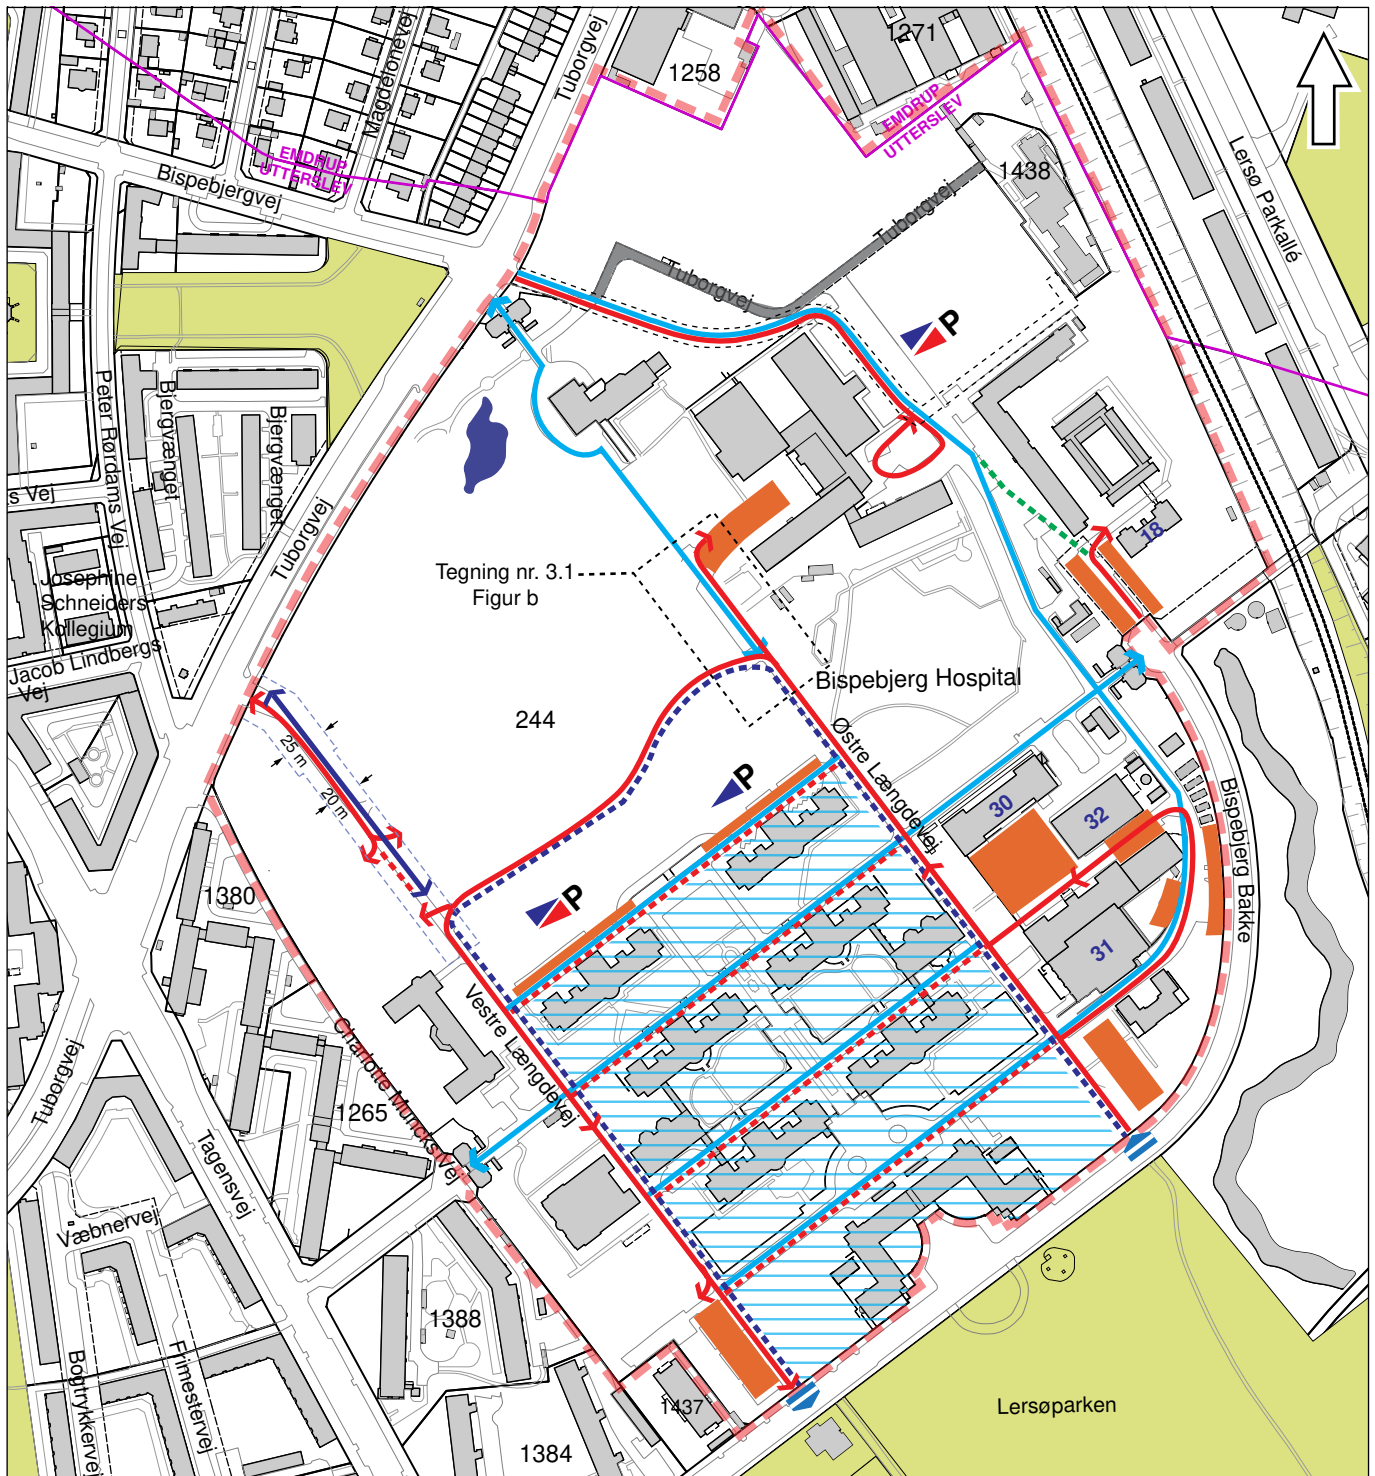 Tuborgvej
1258
1271
Magdelonevej
EMDRUP
UTTERSLEV
EMDRUP
UTTERSLEV
Bispebjergvej
1438
Lersø Parkallé
Tuborgvej
Tuborgvej
P
Peter Rørdams Vej
Bjergvænget
Bjergvænget
s Vej
Tuborgvej
18
Tegning nr. 3.1
Figur b
Josephine
Schneiders
Kollegium
Jacob Lindbergs
Vej
Bispebjerg Hospital
244
25 m
20 m
Østre Længdevej
P
30
32
Bispebjerg Bakke
1380
P
31
Vestre Længdevej
Charlotte Muncks Vej
Tuborgvej
1265
Tagensvej
Væbnervej
1388
Frimestervej
Bogtrykkervej
1437
Lersøparken
1384